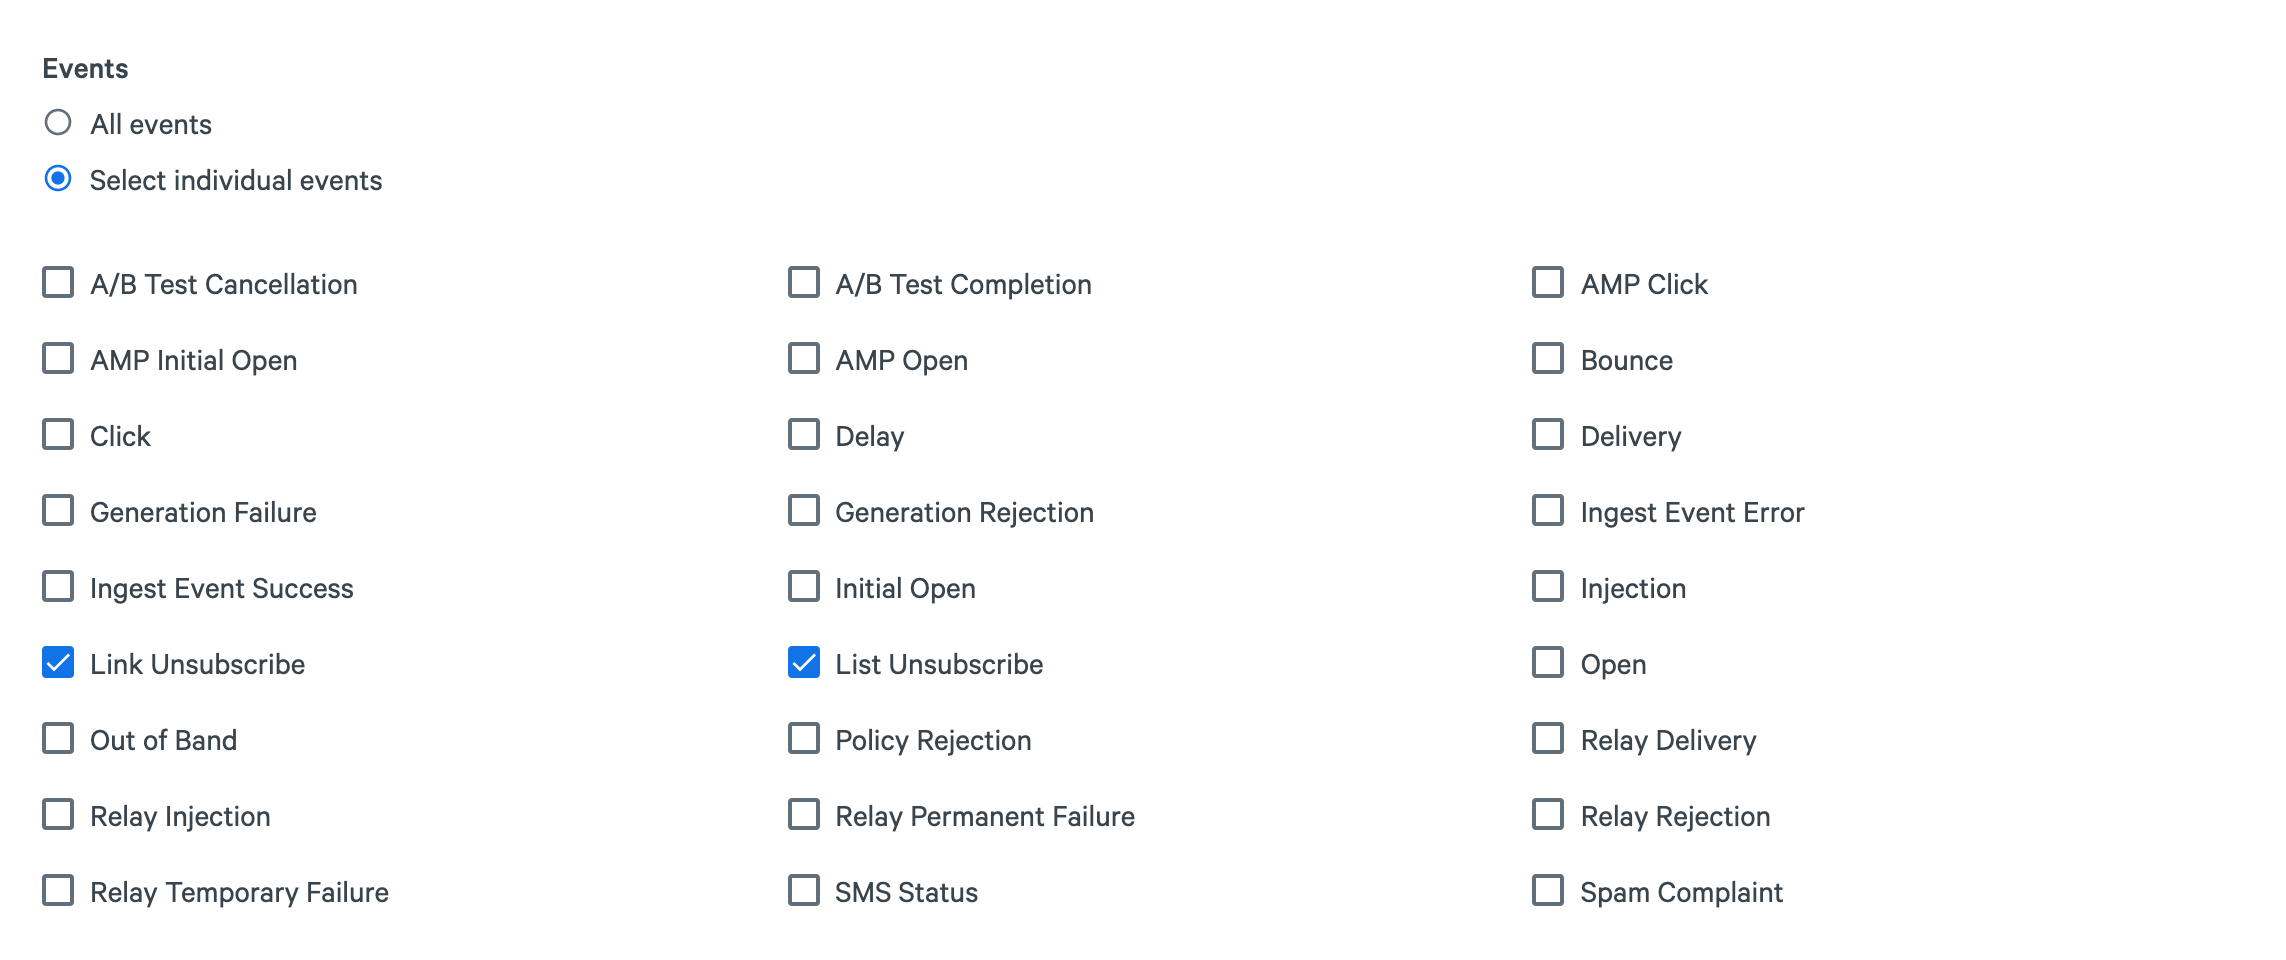 Events
All events
Select individual events
A/B Test Cancellation
A/B Test Completion
AMP Click
AMP Initial Open
AMP Open
Bounce
Click
Delay
Delivery
Generation Failure
Generation Rejection
Ingest Event Error
Ingest Event Success
Initial Open
Injection
Link Unsubscribe
List Unsubscribe
Open
Out of Band
Policy Rejection
Relay Delivery
Relay Injection
Relay Permanent Failure
Relay Rejection
Relay Temporary Failure
SMS Status
Spam Complaint